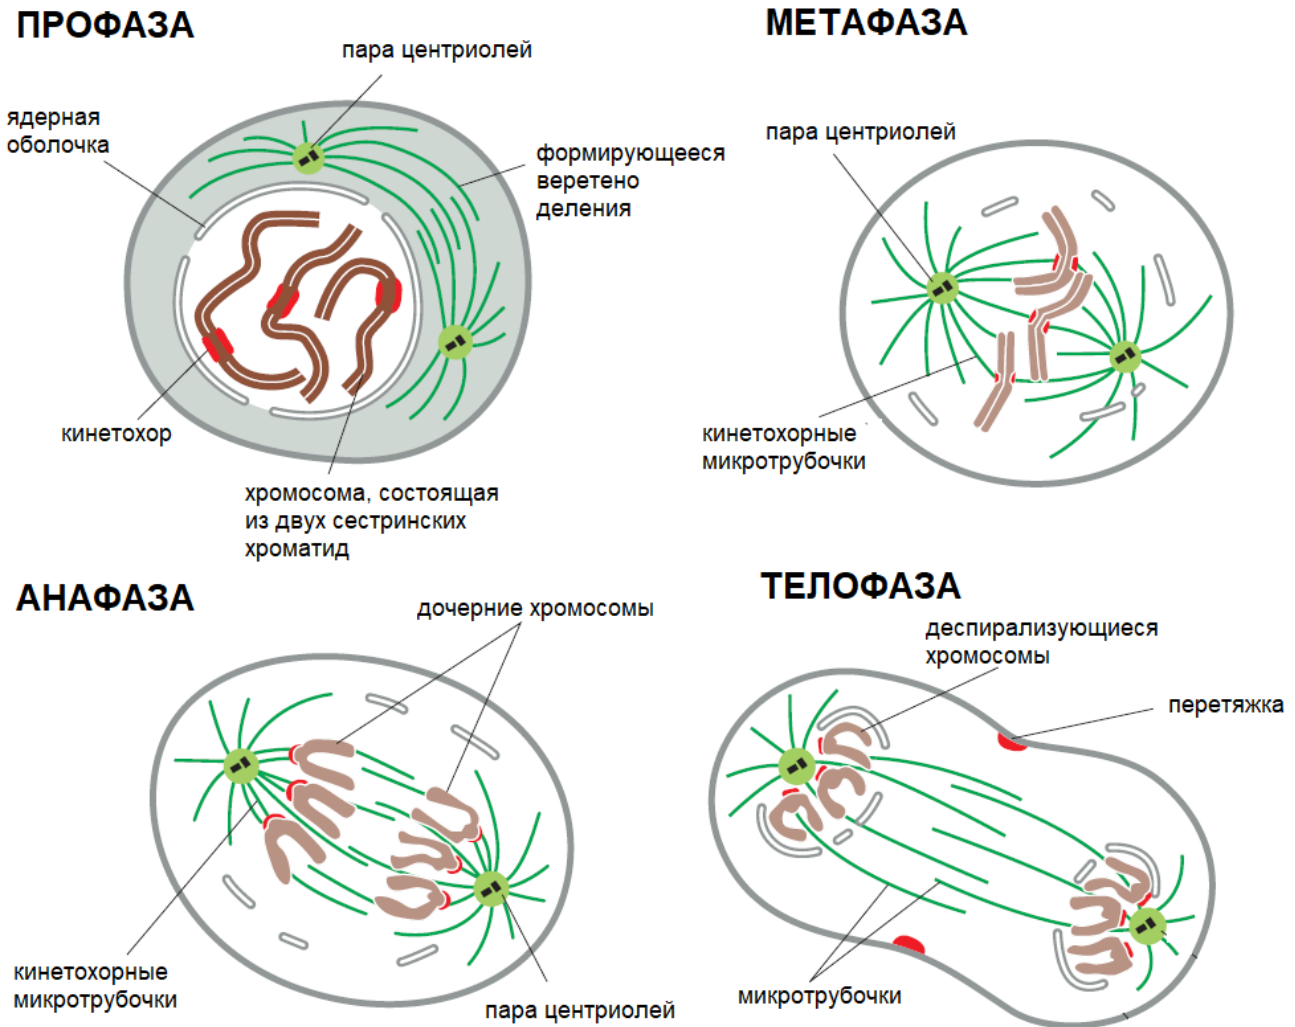 ПРОФАЗА
пара центриолей
ядерная
оболочка
формирующееся
веретено
деления
кинетохор
хромосома, состоящая
из двух сестринских
хроматид
МЕТАФАЗА
пара центриолей
кинетохорные
микротрубочки
АНАФАЗА
дочерние хромосомы
кинетохорные
микротрубочки
пара центриолей
ТЕЛОФАЗА
деспирализующиеся
хромосомы
перетяжка
микротрубочки